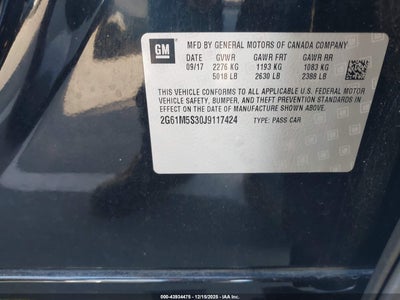 GM
MFD BY GENERAL MOTORS OF CANADA COMPANY
DATE GVWR GAWR FRT GAWR RR
09/17 2276 KG 1193 KG 1083 KG
5018 LB 2630 LB 2388 LB
THIS VEHICLE CONFORMS TO ALL APPLICABLE U.S. FEDERAL MOTOR
VEHICLE SAFETY, BUMPER, AND THEFT PREVENTION STANDARDS
IN EFFECT ON THE DATE OF MANUFACTURE SHOWN ABOVE.
2G61M5S30J9117424 TYPE: PASS CAR
000-43934475 - 12/15/2025 - IAA Inc.